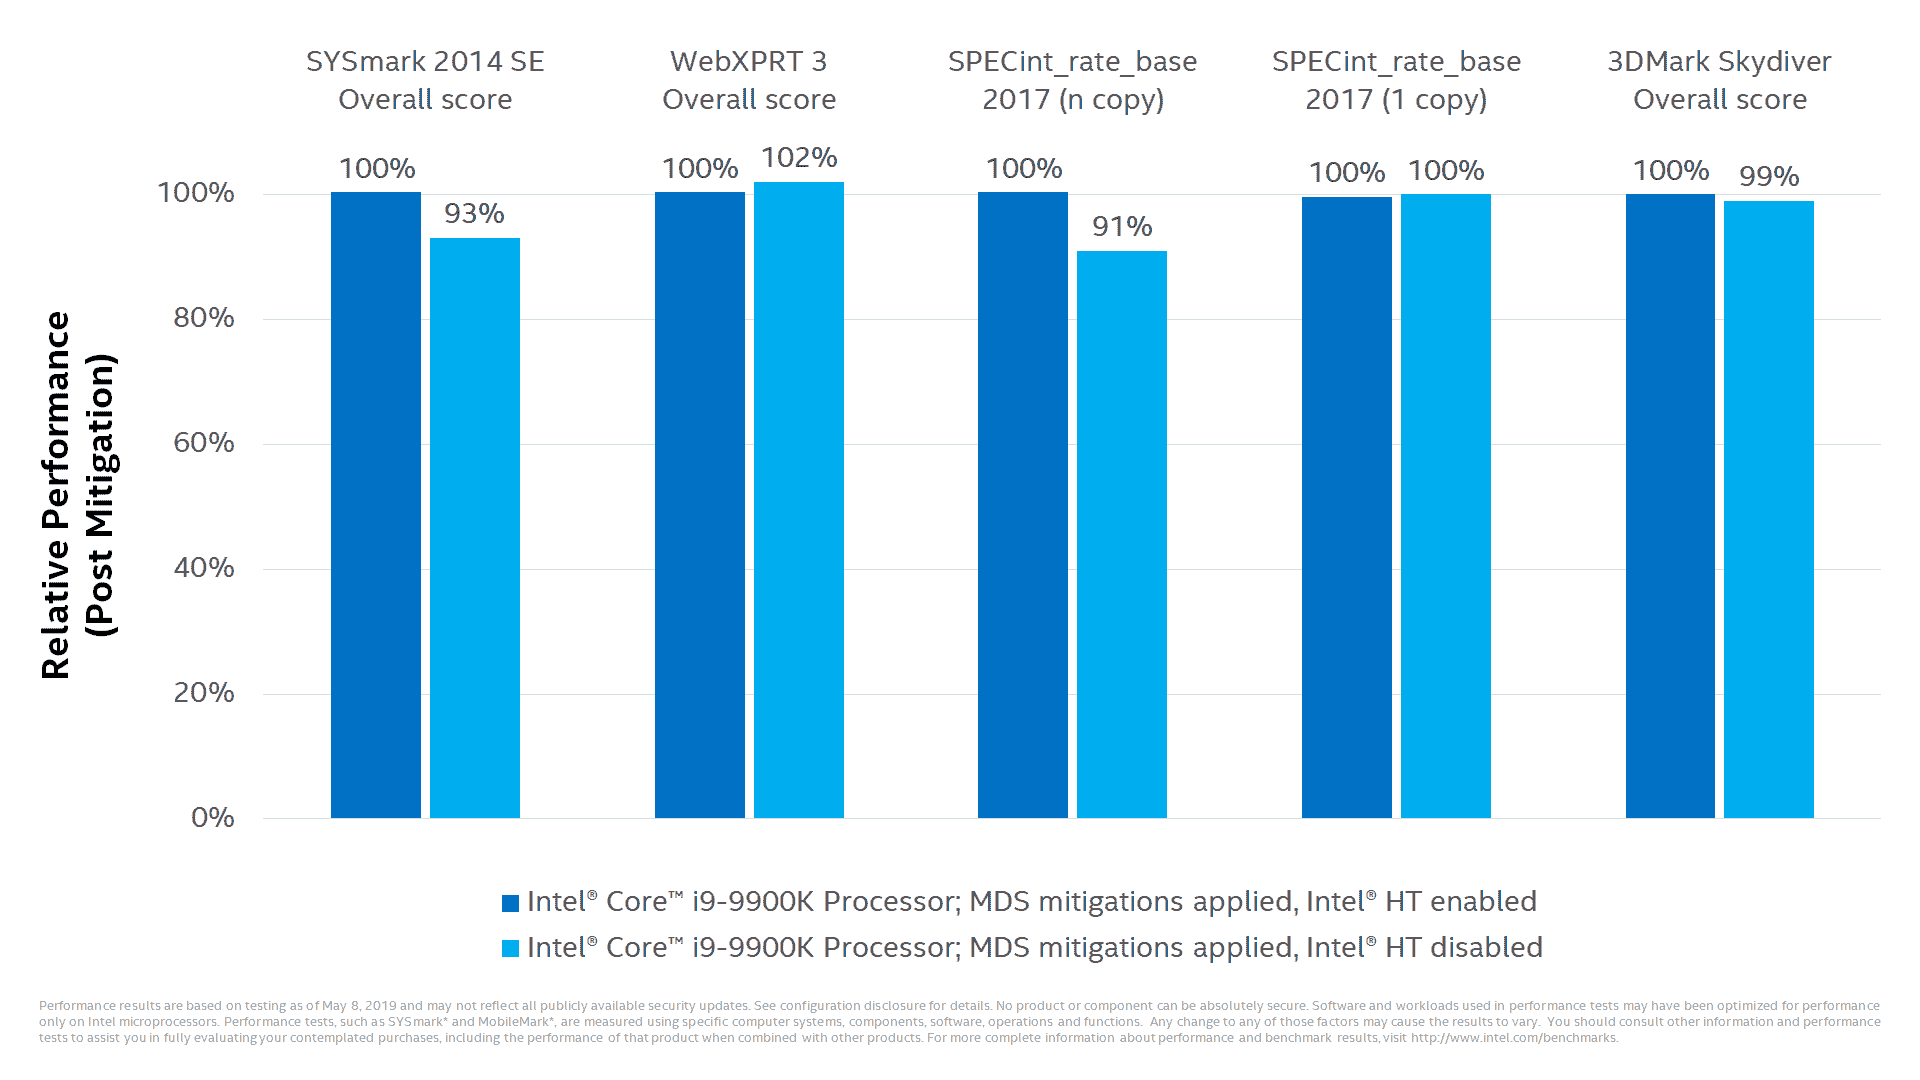 SYSmark 2014 SE
Overall score
WebXPRT 3
Overall score
SPECint_rate_base
2017 (n copy)
SPECint_rate_base
2017 (1 copy)
3DMark Skydiver
Overall score
100%
93%
100%
102%
100%
91%
100%
100%
100%
99%
100%
80%
60%
40%
20%
0%
Relative Performance
(Post Mitigation)
Intel® Core™ i9-9900K Processor; MDS mitigations applied, Intel® HT enabled
Intel® Core™ i9-9900K Processor; MDS mitigations applied, Intel® HT disabled
Performance results are based on testing as of May 8, 2019 and may not reflect all publicly available security updates. See configuration disclosure for details. No product or component can be absolutely secure. Software and workloads used in performance tests may have been optimized for performance
only on Intel microprocessors. Performance tests, such as SYSmark* and MobileMark*, are measured using specific computer systems, components, software, operations and functions. Any change to any of those factors may cause the results to vary. You should consult other information and performance
tests to assist you in fully evaluating your contemplated purchases, including the performance of that product when combined with other products. For more complete information about performance and benchmark results, visit http://www.intel.com/benchmarks.